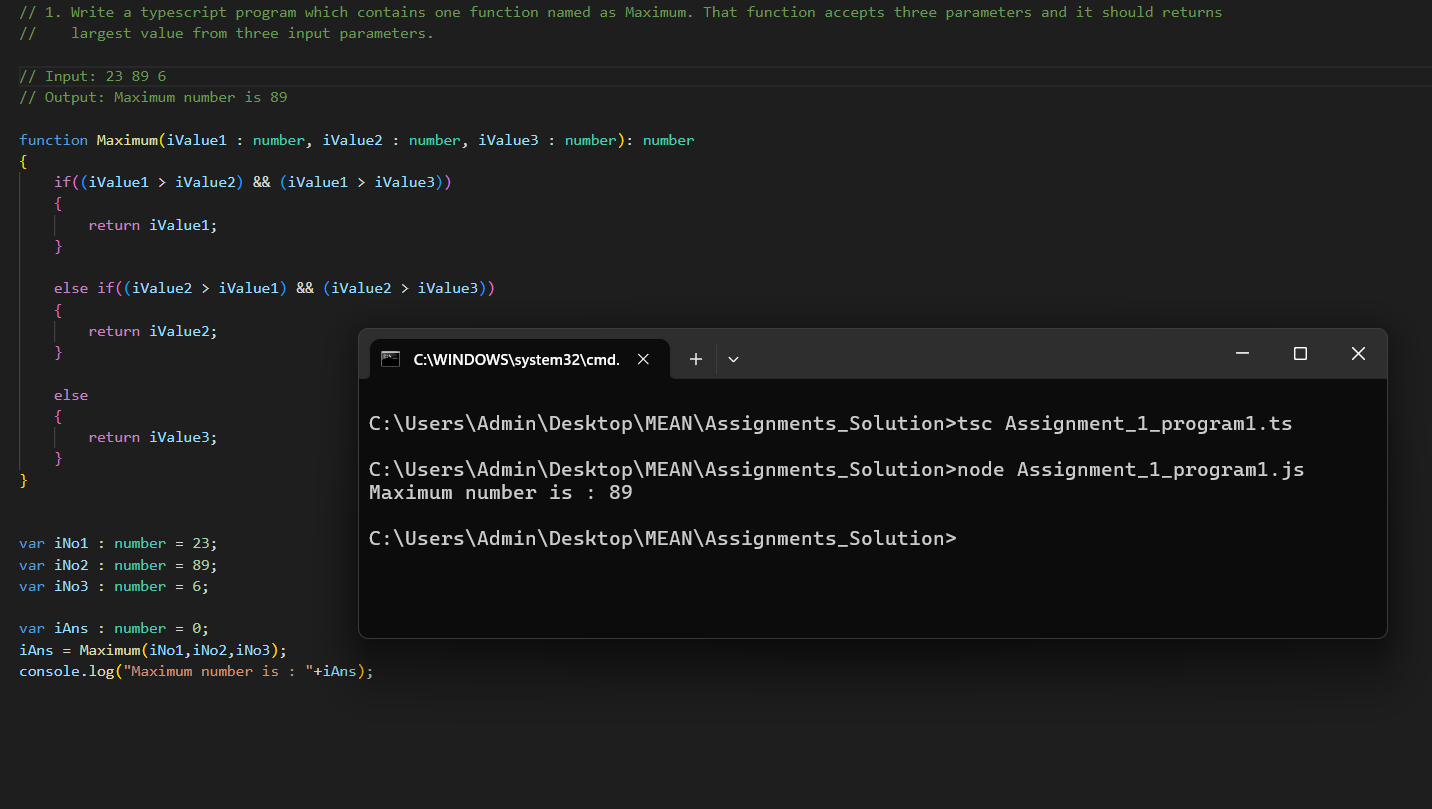 // 1. Write a typescript program which contains one function named as Maximum. That function accepts three parameters and it should returns
//    largest value from three input parameters.
// Input: 23 89 6
// Output: Maximum number is 89
function Maximum(iValue1 : number, iValue2 : number, iValue3 : number): number
{
    if((iValue1 > iValue2) && (iValue1 > iValue3))
    {
        return iValue1;
    }
    else if((iValue2 > iValue1) && (iValue2 > iValue3))
    {
        return iValue2;
    }
    else
    {
        return iValue3;
    }
}
var iNo1 : number = 23;
var iNo2 : number = 89;
var iNo3 : number = 6;
var iAns : number = 0;
iAns = Maximum(iNo1,iNo2,iNo3);
console.log("Maximum number is : "+iAns);
C:\WINDOWS\system32\cmd.
C:\Users\Admin\Desktop\MEAN\Assignments_Solution>tsc Assignment_1_program1.ts
C:\Users\Admin\Desktop\MEAN\Assignments_Solution>node Assignment_1_program1.js
Maximum number is : 89
C:\Users\Admin\Desktop\MEAN\Assignments_Solution>